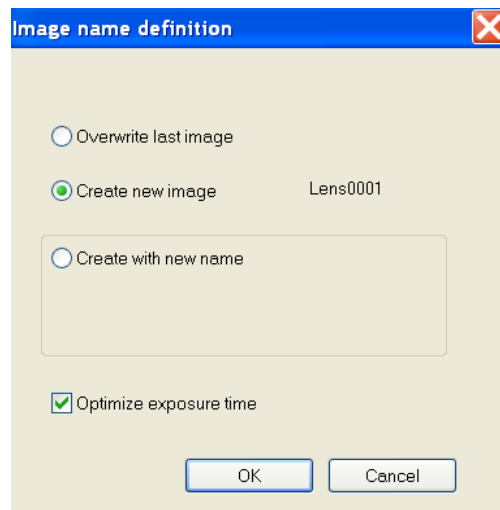 Image name definition
Overwrite last image
Create new image Lens0001
Create with new name
Optimize exposure time
OK Cancel